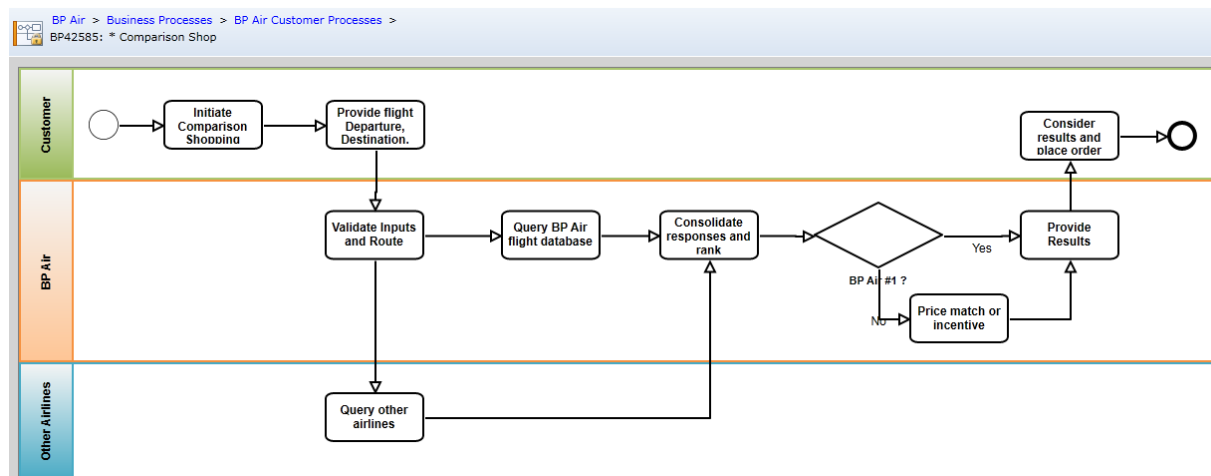 BP Air > Business Processes > BP Air Customer Processes >
BP42585: * Comparison Shop
Customer
Initiate
Comparison
Shopping
Provide flight
Departure,
Destination.
Consider
results and
place order
BP Air
Validate Inputs
and Route
Query BP Air
flight database
Consolidate
responses and
rank
BP Air #1 ?
Yes
No
Provide
Results
Price match or
incentive
Other Airlines
Query other
airlines